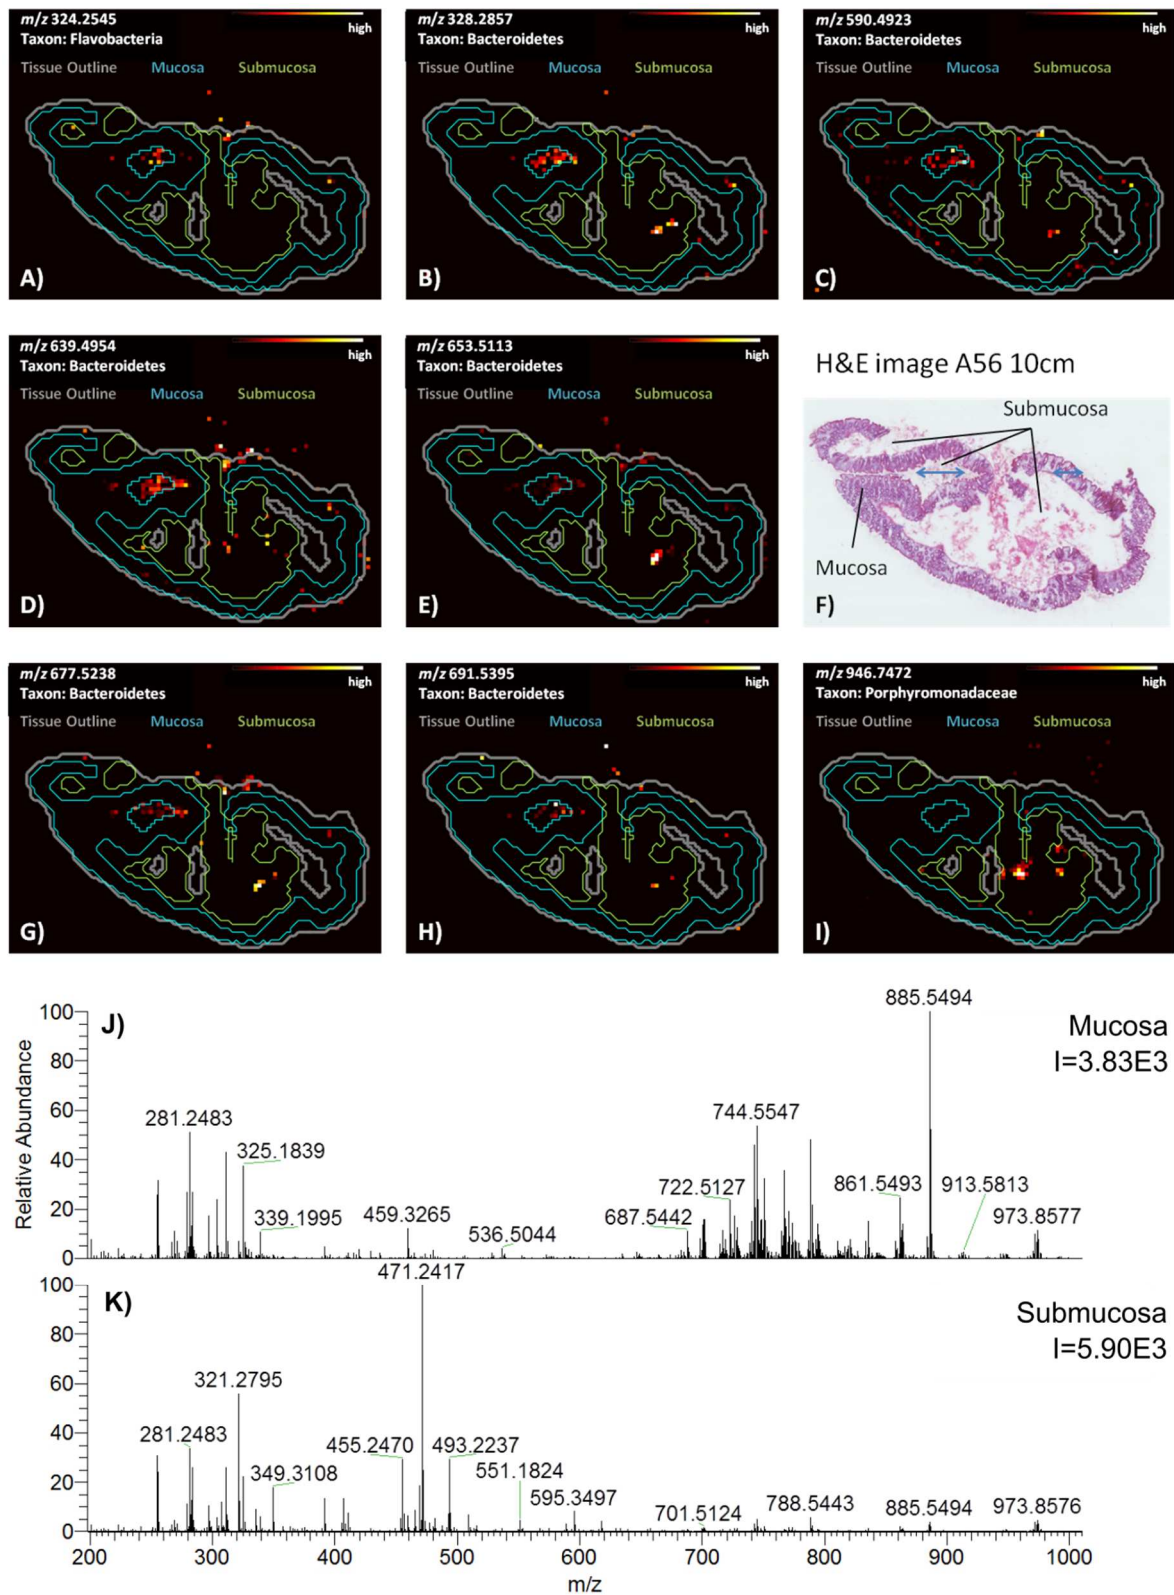 m/z 324.2545
Taxon: Flavobacteria
high
Tissue Outline Mucosa Submucosa
A)
m/z 328.2857
Taxon: Bacteroidetes
high
Tissue Outline Mucosa Submucosa
B)
m/z 590.4923
Taxon: Bacteroidetes
high
Tissue Outline Mucosa Submucosa
C)
m/z 639.4954
Taxon: Bacteroidetes
high
Tissue Outline Mucosa Submucosa
D)
m/z 653.5113
Taxon: Bacteroidetes
high
Tissue Outline Mucosa Submucosa
E)
H&E image A56 10cm
Submucosa
Mucosa
F)
m/z 677.5238
Taxon: Bacteroidetes
high
Tissue Outline Mucosa Submucosa
G)
m/z 691.5395
Taxon: Bacteroidetes
high
Tissue Outline Mucosa Submucosa
H)
m/z 946.7472
Taxon: Porphyromonadaceae
high
Tissue Outline Mucosa Submucosa
I)
J)
Mucosa
I=3.83E3
Relative Abundance
100
80
60
40
20
0
281.2483
325.1839
339.1995
459.3265
536.5044
687.5442
722.5127
744.5547
861.5493
885.5494
913.5813
973.8577
K)
Submucosa
I=5.90E3
100
80
60
40
20
0
281.2483
321.2795
349.3108
455.2470
471.2417
493.2237
551.1824
595.3497
701.5124
788.5443
885.5494
973.8576
200 300 400 500 600 700 800 900 1000
m/z